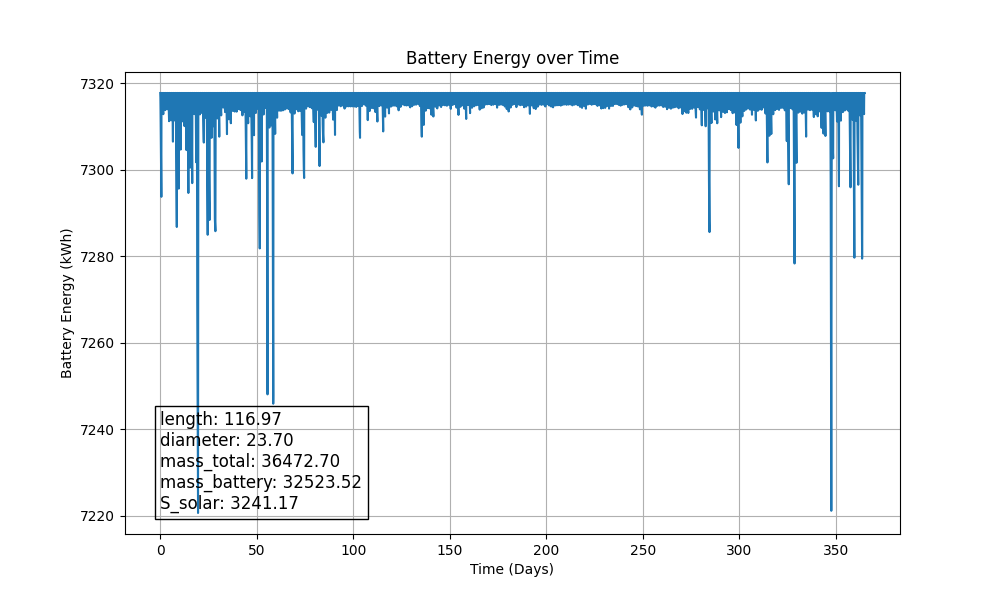 Battery Energy over Time
Battery Energy (kWh)
7320
7300
7280
7260
7240
7220
length: 116.97
diameter: 23.70
mass_total: 36472.70
mass_battery: 32523.52
S_solar: 3241.17
0 50 100 150 200 250 300 350
Time (Days)